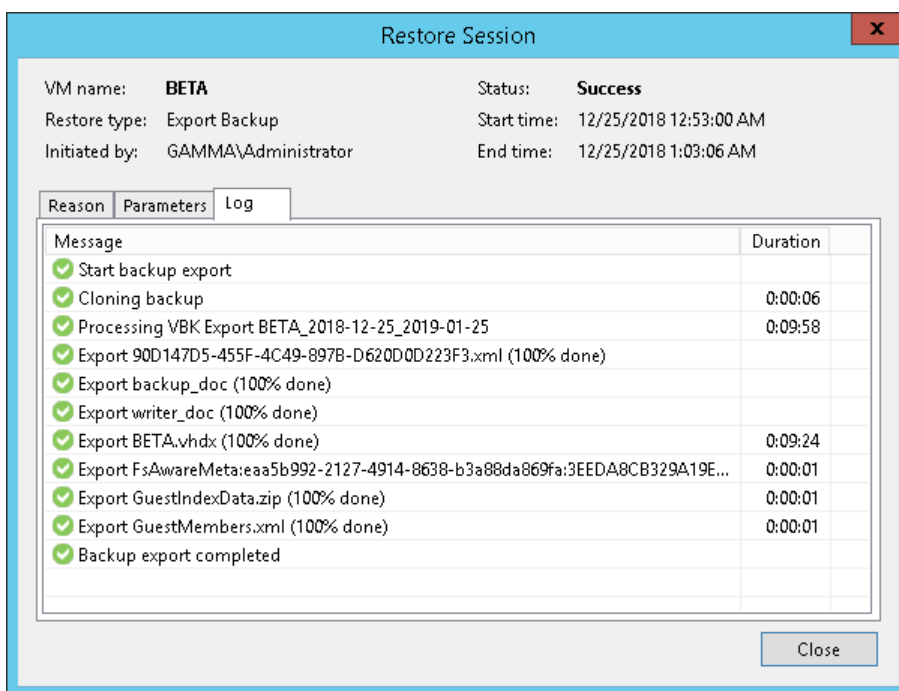 Restore Session
x
VM name: BETA Status: Success
Restore type: Export Backup Start time: 12/25/2018 12:53:00 AM
Initiated by: GAMMA\Administrator End time: 12/25/2018 1:03:06 AM
Reason Parameters Log
Message Duration
Start backup export
Cloning backup 0:00:06
Processing VBK Export BETA_2018-12-25_2019-01-25 0:09:58
Export 90D147D5-455F-4C49-897B-D620D0D223F3.xml (100% done)
Export backup_doc (100% done)
Export writer_doc (100% done)
Export BETA.vhdx (100% done) 0:09:24
Export FsAwareMeta:eaa5b992-2127-4914-8638-b3a88da869fa:3EEDA8CB329A19E... 0:00:01
Export GuestIndexData.zip (100% done) 0:00:01
Export GuestMembers.xml (100% done) 0:00:01
Backup export completed
Close